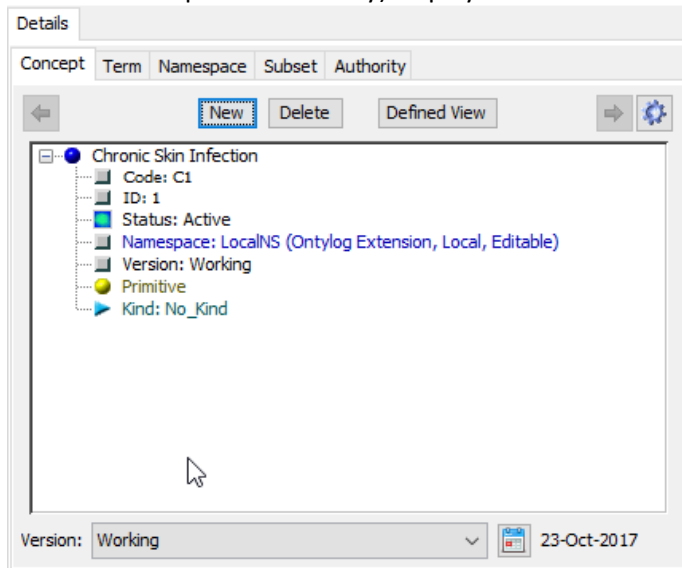 Details
Concept Term Namespace Subset Authority
New Delete Defined View
Chronic Skin Infection
Code: C1
ID: 1
Status: Active
Namespace: LocalNS (Ontylog Extension, Local, Editable)
Version: Working
Primitive
Kind: No_Kind
Version: Working 23-Oct-2017